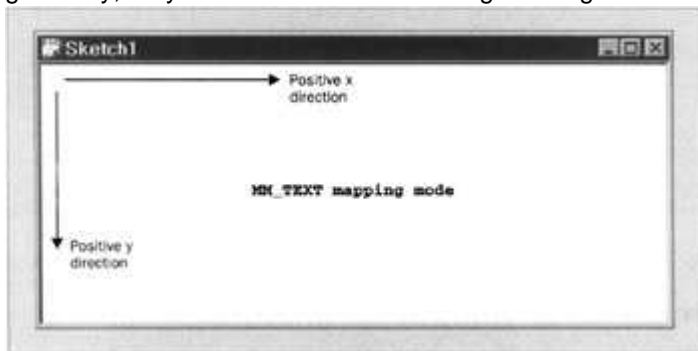 Sketch1
Positive x
direction
MM_TEXT mapping mode
Positive y
direction